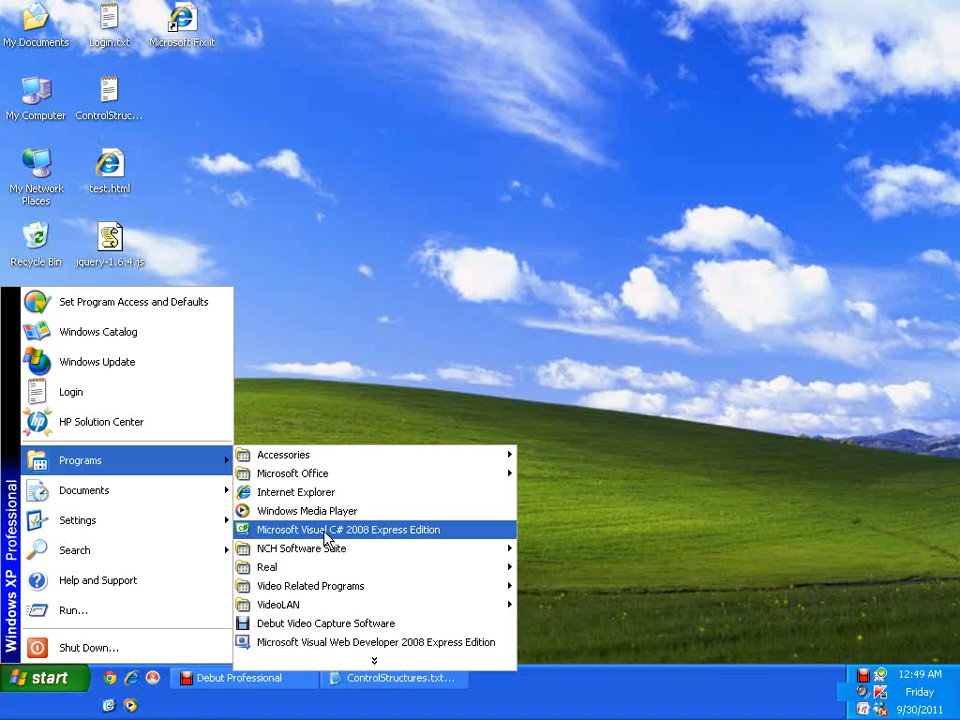 My Documents
Login.txt
Microsoft Fix it
My Computer
ControlStruc...
My Network
Places
test.html
Recycle Bin
jquery-1.6.4.js
Set Program Access and Defaults
Windows Catalog
Windows Update
Login
HP Solution Center
Programs
Documents
Settings
Search
Help and Support
Run...
Shut Down...
Windows XP Professional
Accessories
Microsoft Office
Internet Explorer
Windows Media Player
Microsoft Visual C# 2008 Express Edition
NCH Software Suite
Real
Video Related Programs
VideoLAN
Debut Video Capture Software
Microsoft Visual Web Developer 2008 Express Edition
start
Debut Professional
ControlStructures.txt...
12:49 AM
Friday
9/30/2011